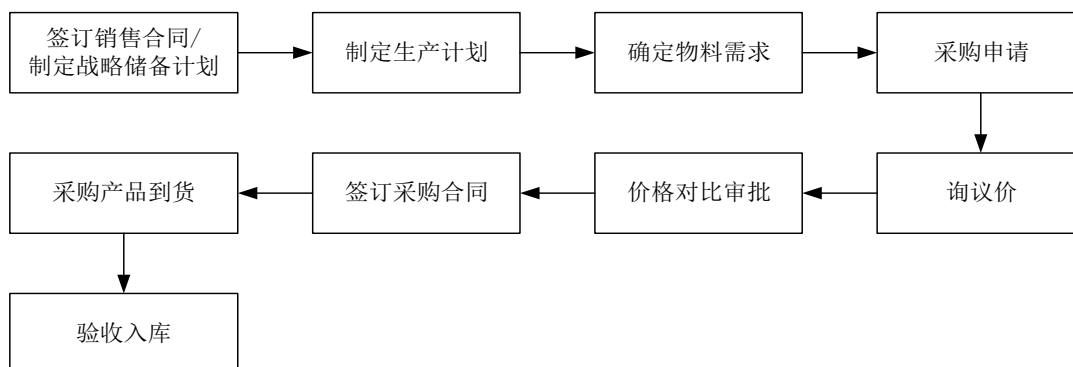 签订销售合同/
制定战略储备计划
制定生产计划
确定物料需求
采购申请
询议价
价格对比审批
签订采购合同
采购产品到货
验收入库